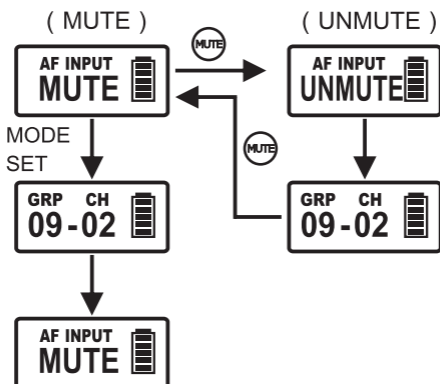 ( MUTE )
( UNMUTE )
MUTE
AF INPUT
MUTE
AF INPUT
UNMUTE
MUTE
MODE
SET
GRP CH
09-02
GRP CH
09-02
AF INPUT
MUTE